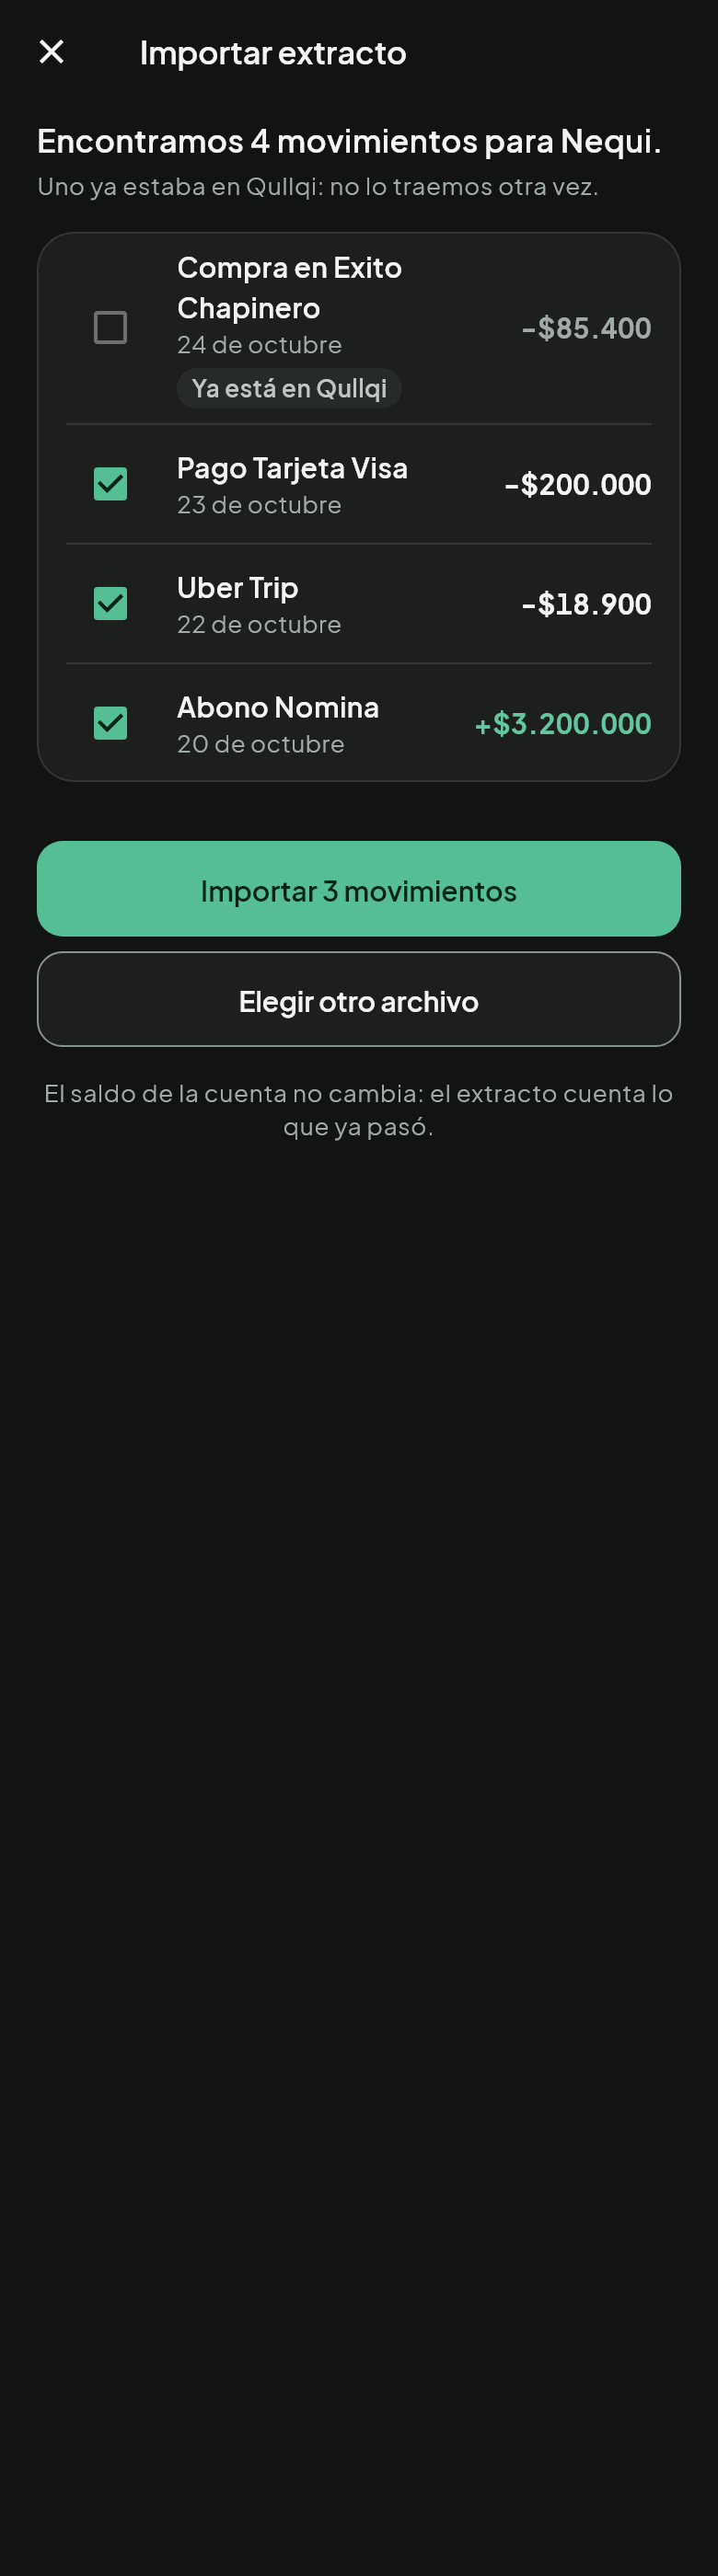 Importar extracto
Encontramos 4 movimientos para Nequi.
Uno ya estaba en Qullqi: no lo traemos otra vez.
Compra en Exito
Chapinero
24 de octubre
Ya está en Qullqi
-$85.400
Pago Tarjeta Visa
23 de octubre
-$200.000
Uber Trip
22 de octubre
-$18.900
Abono Nomina
20 de octubre
+$3.200.000
Importar 3 movimientos
Elegir otro archivo
El saldo de la cuenta no cambia: el extracto cuenta lo
que ya pasó.